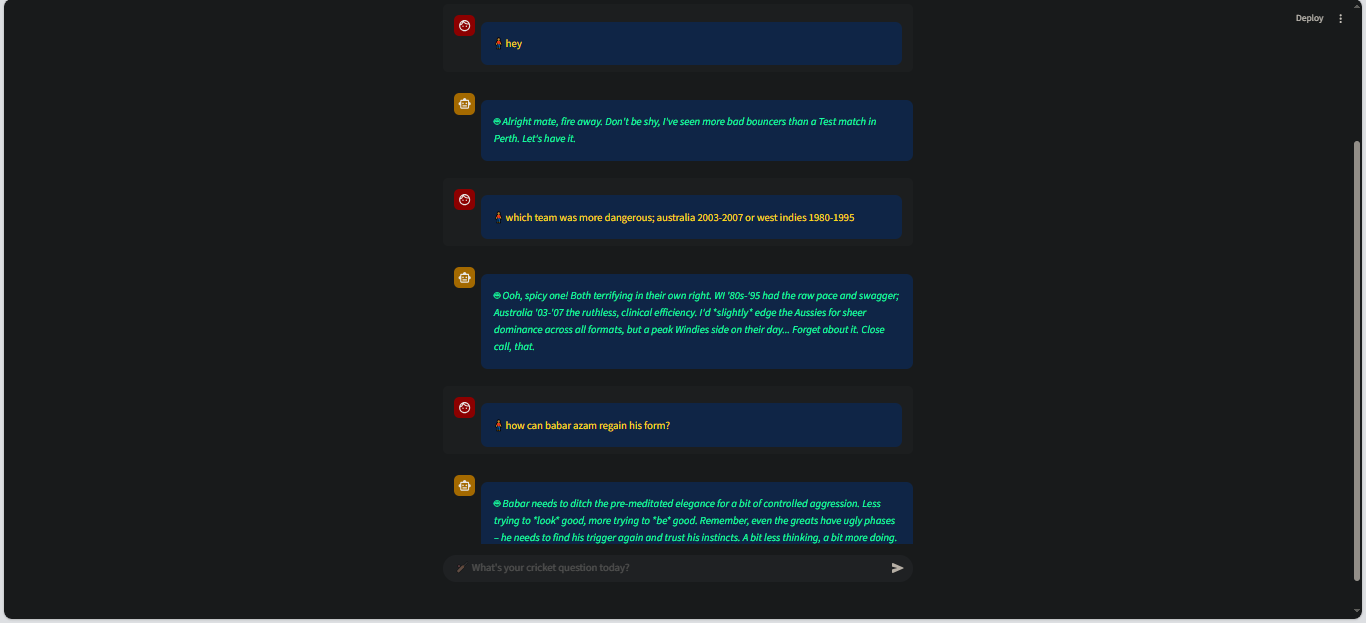 Deploy
hey
Alright mate, fire away. Don't be shy, I've seen more bad bouncers than a Test match in
Perth. Let's have it.
which team was more dangerous; australia 2003-2007 or west indies 1980-1995
Ooh, spicy one! Both terrifying in their own right. WI '80s-'95 had the raw pace and swagger;
Australia '03-'07 the ruthless, clinical efficiency. I'd *slightly* edge the Aussies for sheer
dominance across all formats, but a peak Windies side on their day... Forget about it. Close
call, that.
how can babar azam regain his form?
Babar needs to ditch the pre-meditated elegance for a bit of controlled aggression. Less
trying to *look* good, more trying to *be* good. Remember, even the greats have ugly phases
– he needs to find his trigger again and trust his instincts. A bit less thinking, a bit more doing.
What's your cricket question today?